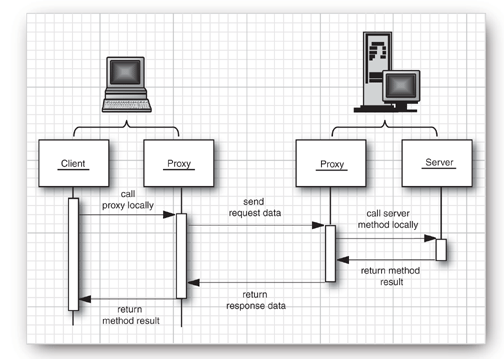 Client
Proxy
Proxy
Server
call
proxy locally
send
request data
call server
method locally
return method
result
return
response data
return
method result